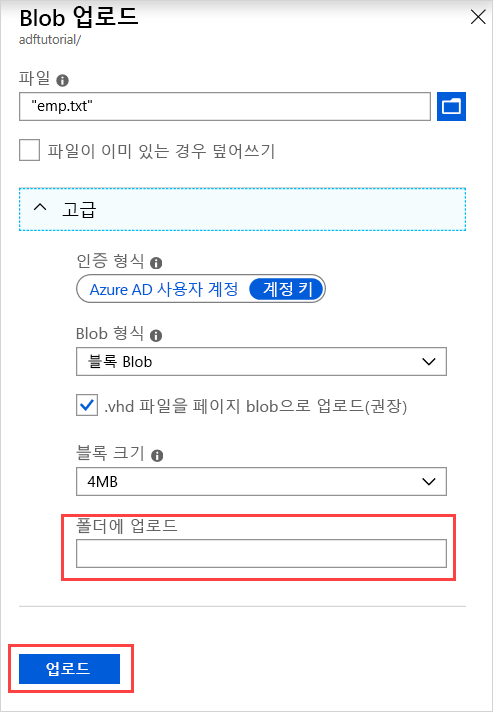 Blob 업로드
adftutorial/
파일
"emp.txt"
파일이 이미 있는 경우 덮어쓰기
고급
인증 형식
Azure AD 사용자 계정 계정 키
Blob 형식
블록 Blob
.vhd 파일을 페이지 blob으로 업로드(권장)
블록 크기
4MB
폴더에 업로드
업로드